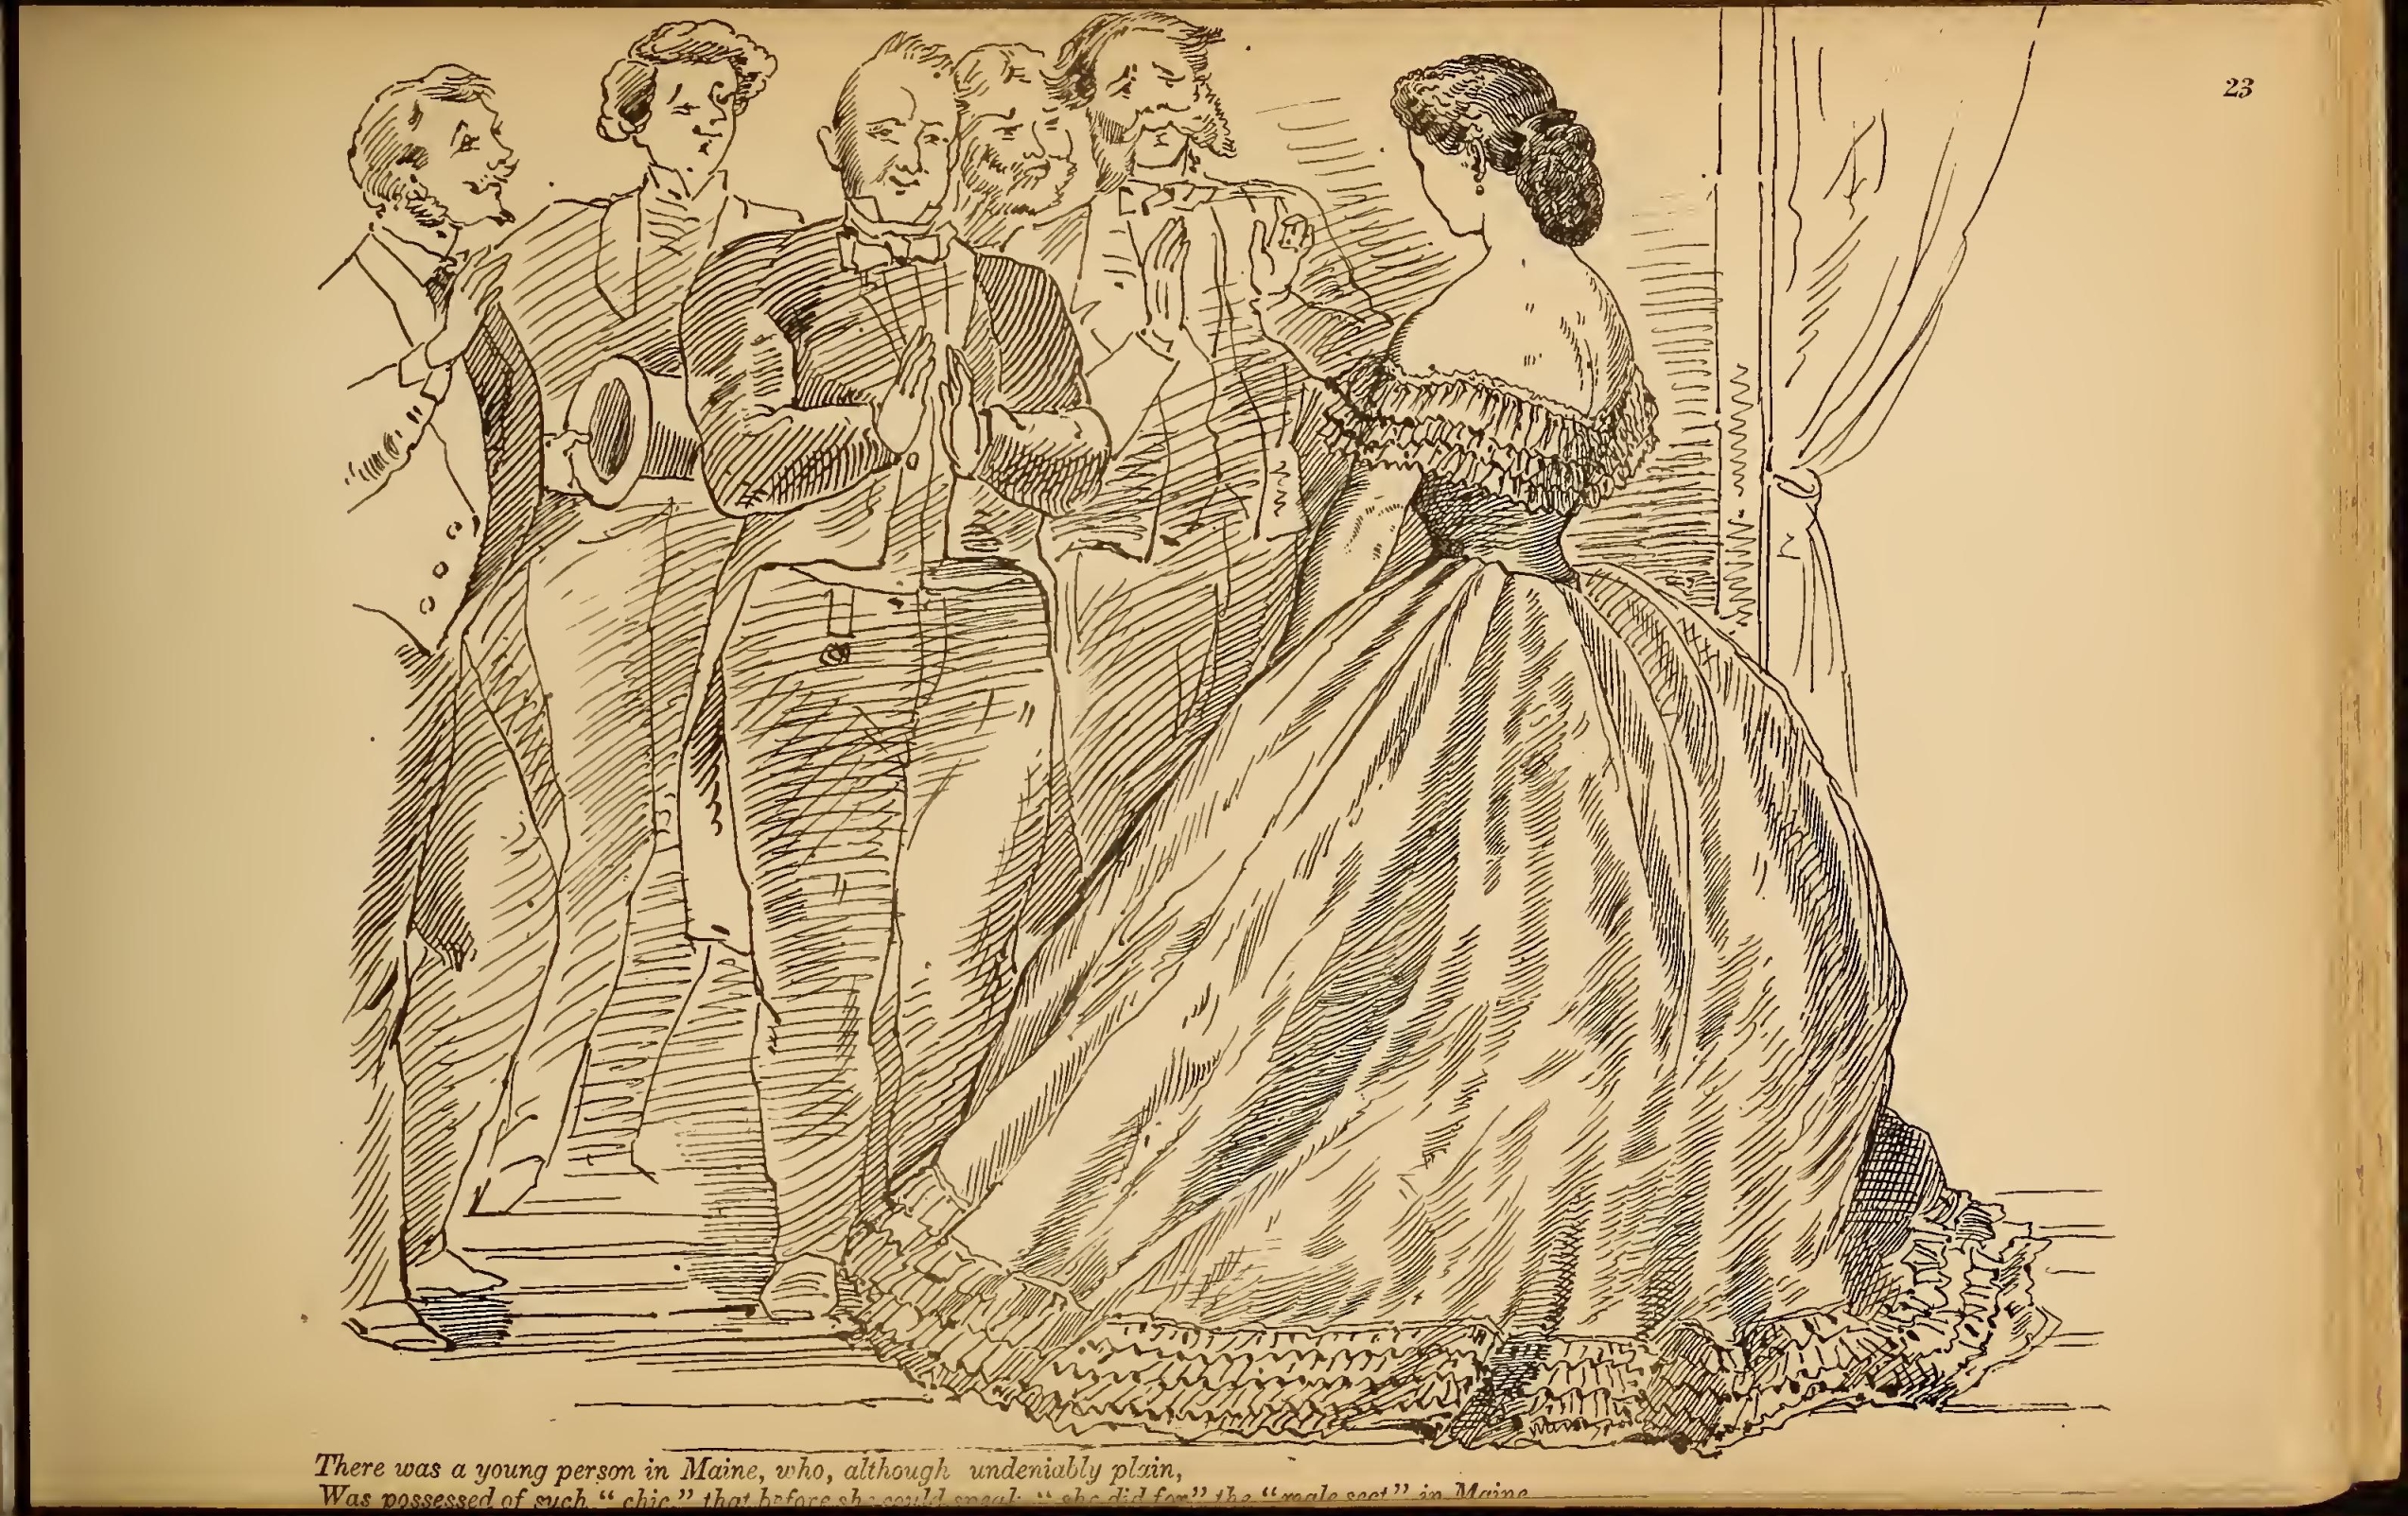 23
There was a young person in Maine, who, although undeniably plain,
Was possessed of such “ chic,” that before she could speak “ she did for” the “male sect” in Maine